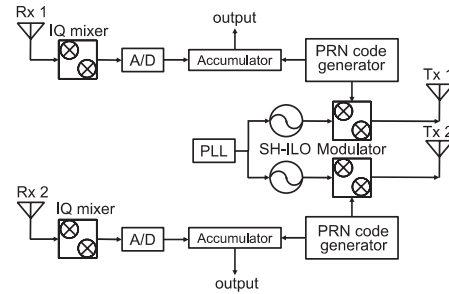 Rx 1
output
IQ mixer
A/D
Accumulator
PRN code
generator
Tx 1
PLL
SH-ILO Modulator
Tx 2
Rx 2
IQ mixer
A/D
Accumulator
PRN code
generator
output